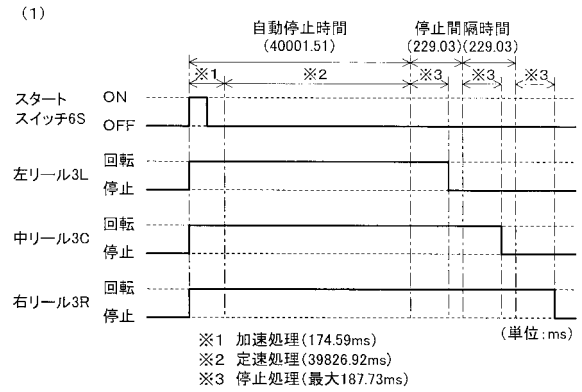 (1)
自動停止時間
(40001.51)
停止間隔時間
(229.03)(229.03)
※1 ※2 ※3 ※3 ※3
スタート
スイッチ6S
ON
OFF
左リール3L
回転
停止
中リール3C
回転
停止
右リール3R
回転
停止
(単位:ms)
※1 加速処理(174.59ms)
※2 定速処理(39826.92ms)
※3 停止処理(最大187.73ms)